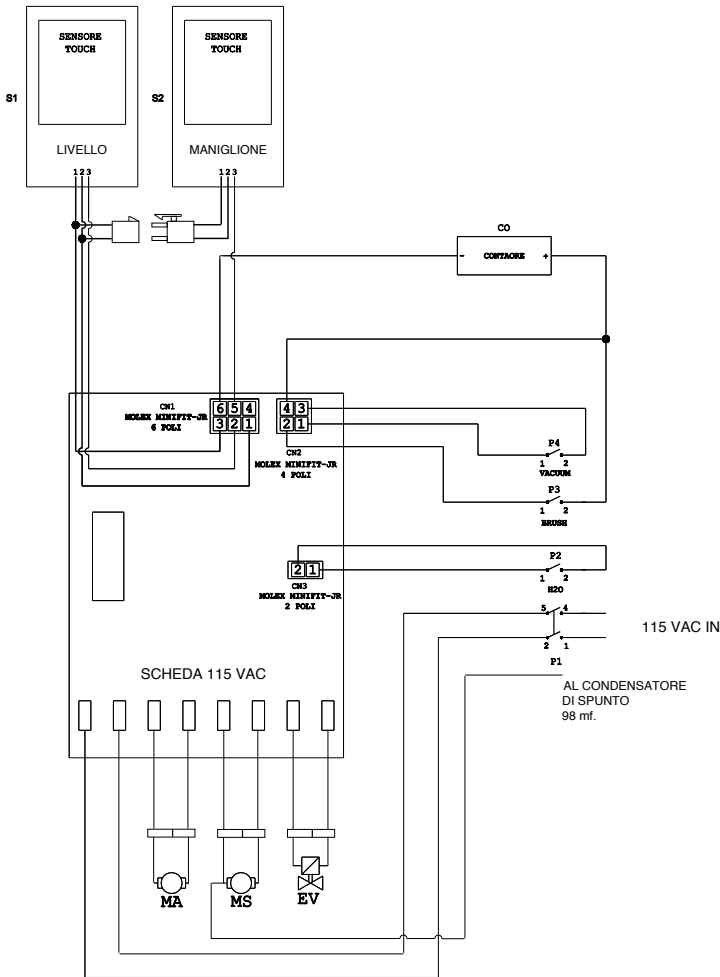 SENSORE
TOUCH
SENSORE
TOUCH
S1
S2
LIVELLO
MANIGLIONE
1 2 3
1 2 3
CO
- CONTAORE +
CN1
MOLEX MINIFIT-JR
6 POLI
6 5 4
3 2 1
4 3
2 1
CN2
MOLEX MINIFIT-JR
4 POLI
P4
1 2
VACUUM
P3
1 2
BRUSH
2 1
CN3
MOLEX MINIFIT-JR
2 POLI
P2
1 2
H2O
5 4
2 1
P1
115 VAC IN
SCHEDA 115 VAC
AL CONDENSATORE
DI SPUNTO
98 mf.
MA
MS
EV